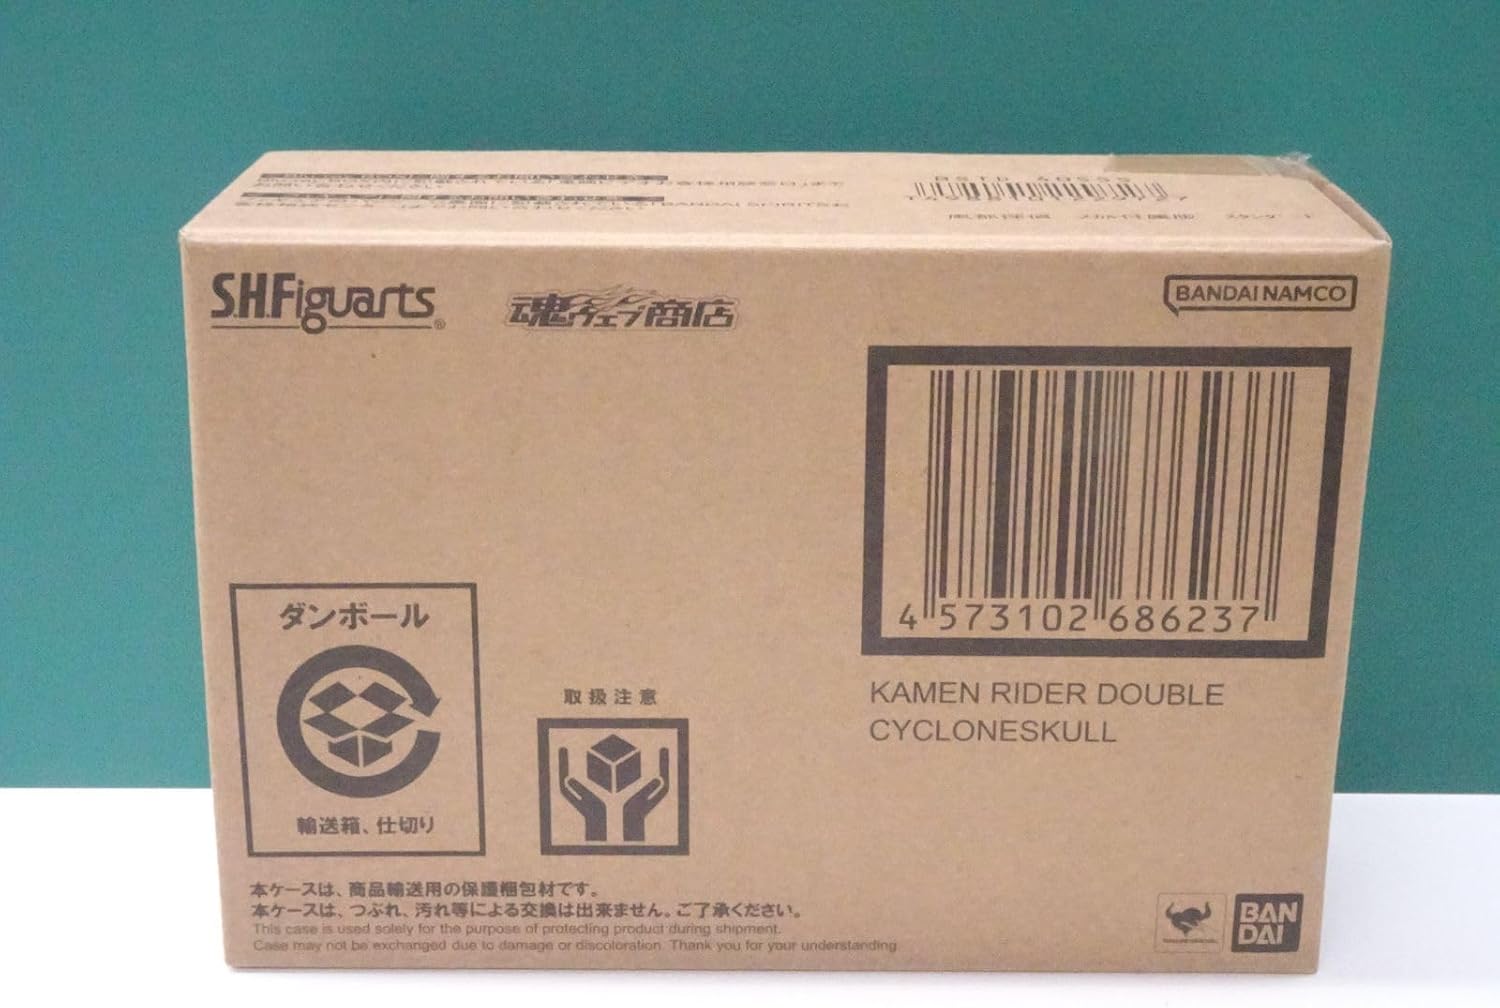 BSTD 40555
S.H.Figuarts®
魂ウェブ商店
BANDAI NAMCO
4 573102 686237
KAMEN RIDER DOUBLE
CYCLONESKULL
ダンボール
輸送箱、仕切り
取扱注意
本ケースは、商品輸送用の保護梱包材です。
本ケースは、つぶれ、汚れ等による交換は出来ません。ご了承ください。
This case is used solely for the purpose of protecting product during shipment.
Case may not be exchanged due to damage or discoloration. Thank you for your understanding
BAN
DAI